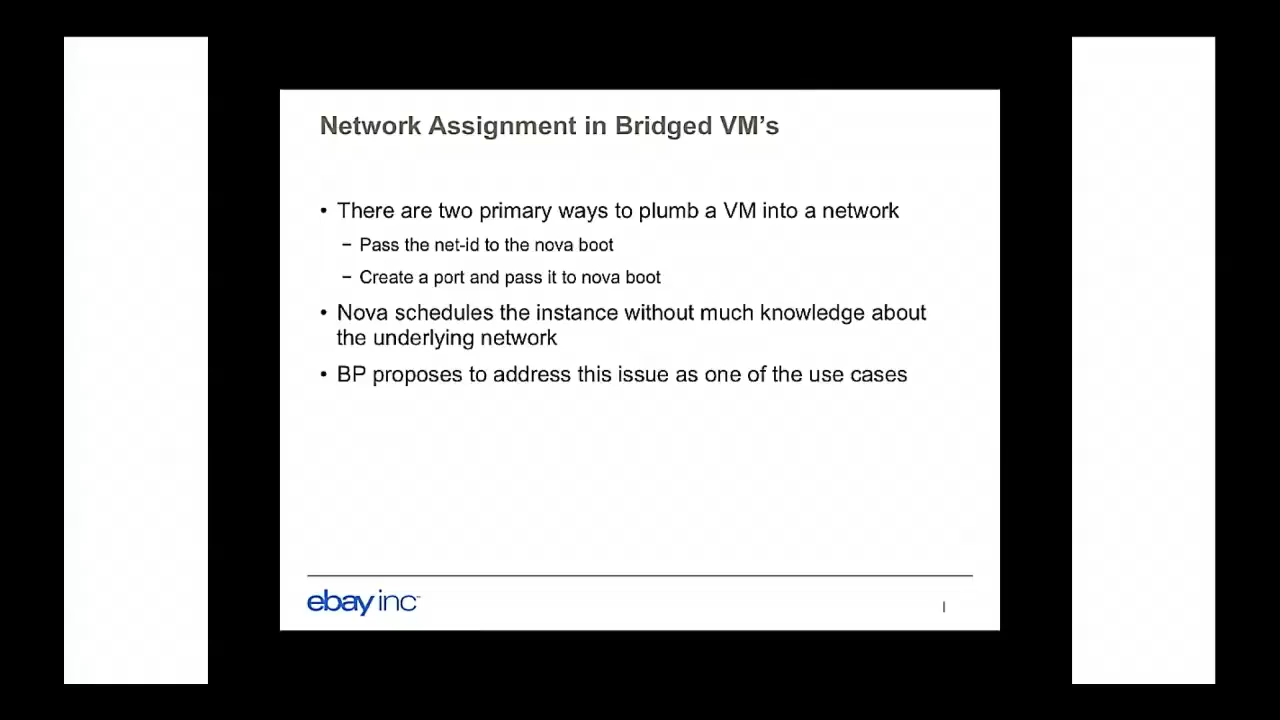 Network Assignment in Bridged VM's
• There are two primary ways to plumb a VM into a network
− Pass the net-id to the nova boot
− Create a port and pass it to nova boot
• Nova schedules the instance without much knowledge about
the underlying network
• BP proposes to address this issue as one of the use cases
ebay inc